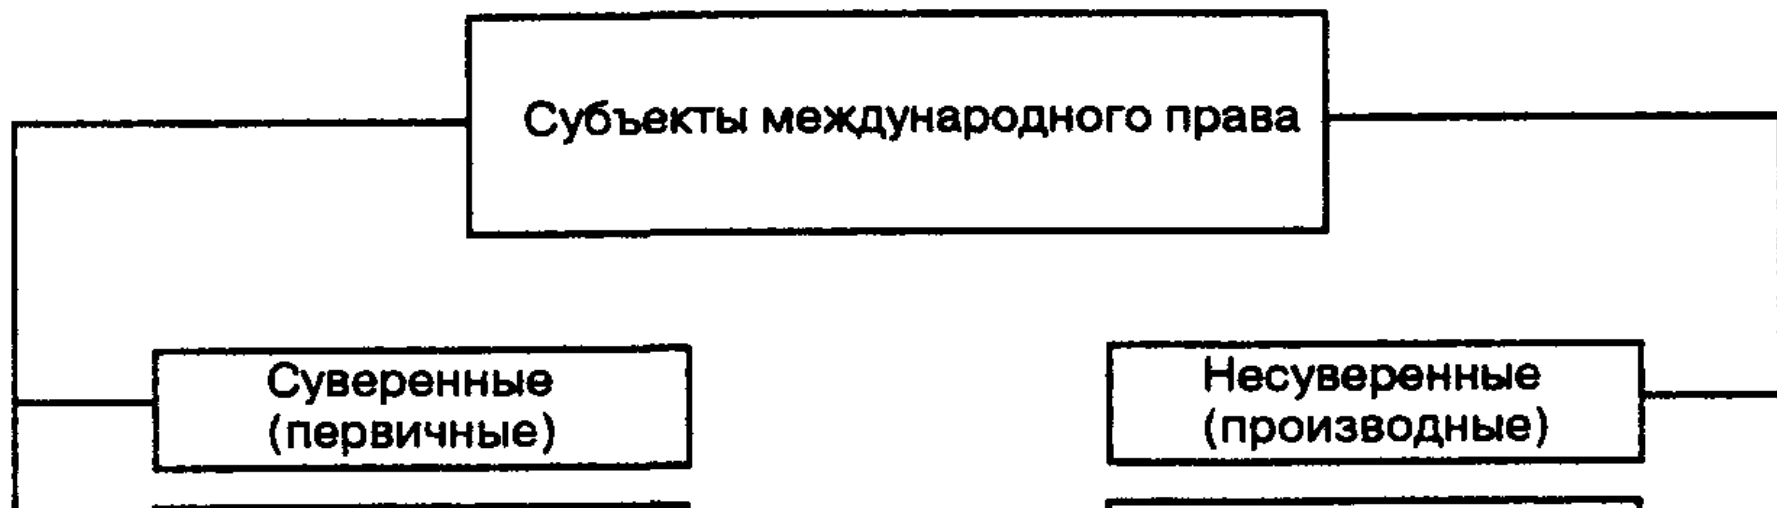 Субъекты международного права
Суверенные
(первичные)
Несуверенные
(производные)